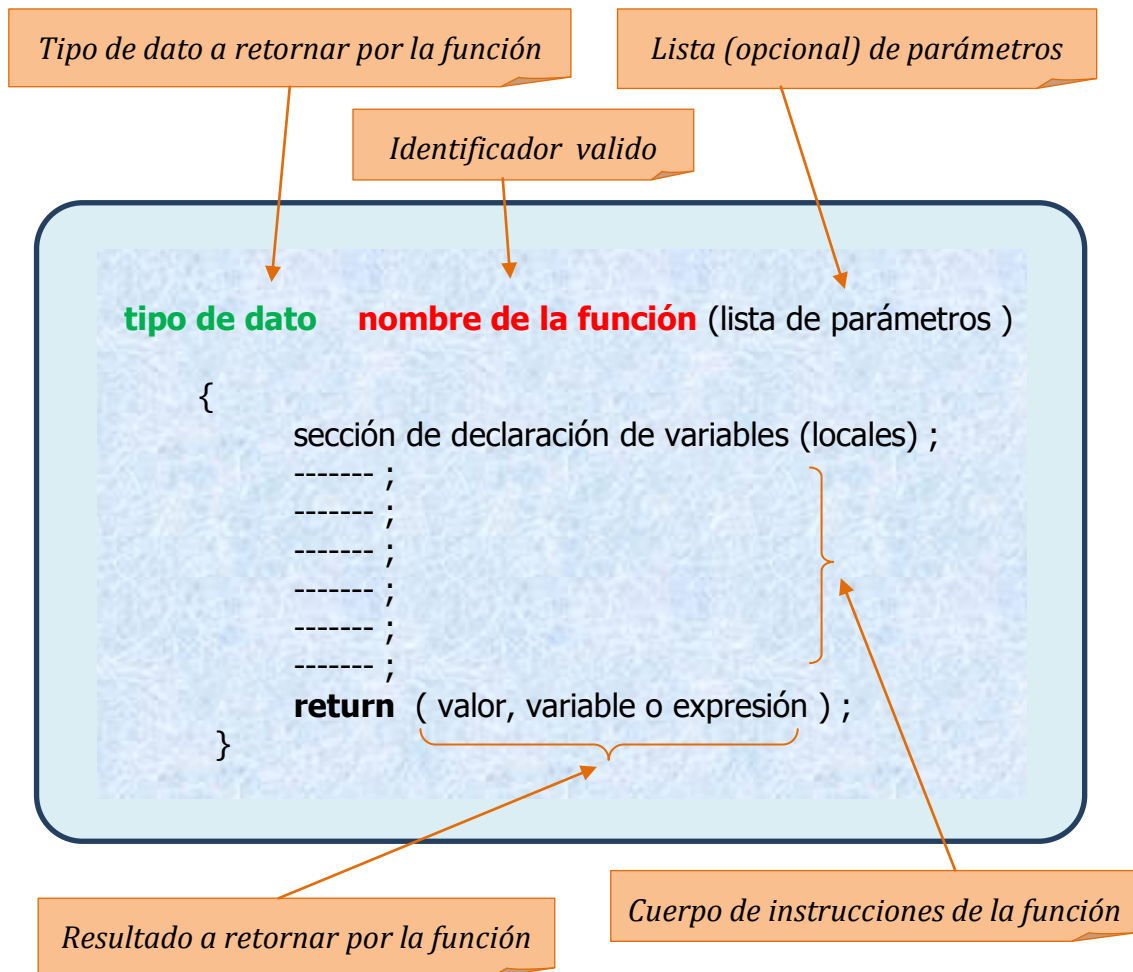 Tipo de dato a retornar por la función
Lista (opcional) de parámetros
Identificador valido
tipo de dato nombre de la función (lista de parámetros )
{
sección de declaración de variables (locales) ;
------- ;
------- ;
------- ;
------- ;
------- ;
------- ;
return ( valor, variable o expresión ) ;
}
Resultado a retornar por la función
Cuerpo de instrucciones de la función